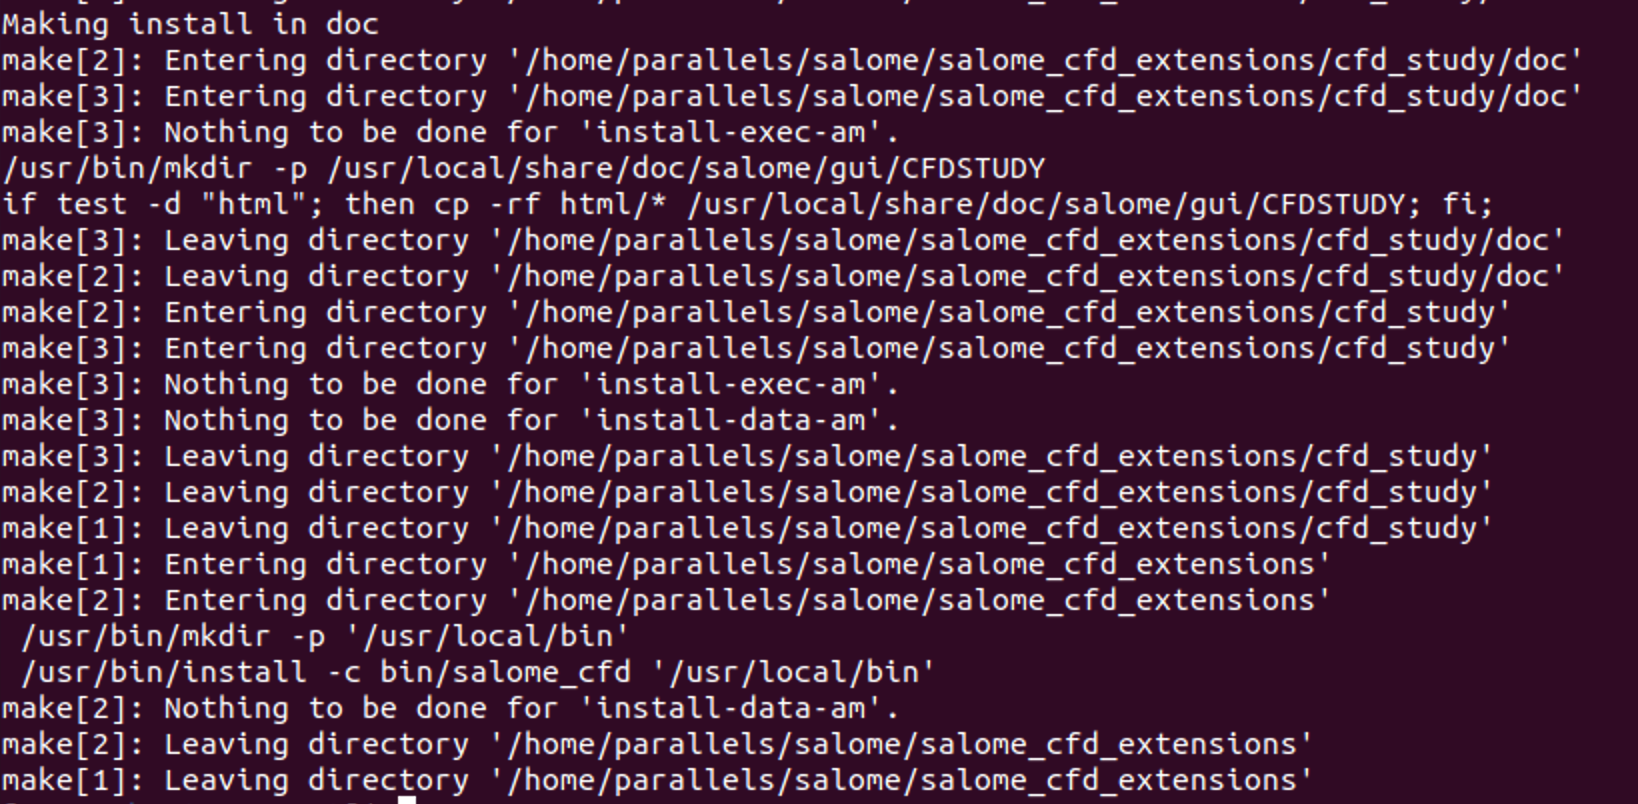 Making install in doc
make[2]: Entering directory '/home/parallels/salome/salome_cfd_extensions/cfd_study/doc'
make[3]: Entering directory '/home/parallels/salome/salome_cfd_extensions/cfd_study/doc'
make[3]: Nothing to be done for 'install-exec-am'.
/usr/bin/mkdir -p /usr/local/share/doc/salome/gui/CFDSTUDY
if test -d "html"; then cp -rf html/* /usr/local/share/doc/salome/gui/CFDSTUDY; fi;
make[3]: Leaving directory '/home/parallels/salome/salome_cfd_extensions/cfd_study/doc'
make[2]: Leaving directory '/home/parallels/salome/salome_cfd_extensions/cfd_study/doc'
make[2]: Entering directory '/home/parallels/salome/salome_cfd_extensions/cfd_study'
make[3]: Entering directory '/home/parallels/salome/salome_cfd_extensions/cfd_study'
make[3]: Nothing to be done for 'install-exec-am'.
make[3]: Nothing to be done for 'install-data-am'.
make[3]: Leaving directory '/home/parallels/salome/salome_cfd_extensions/cfd_study'
make[2]: Leaving directory '/home/parallels/salome/salome_cfd_extensions/cfd_study'
make[1]: Leaving directory '/home/parallels/salome/salome_cfd_extensions/cfd_study'
make[1]: Entering directory '/home/parallels/salome/salome_cfd_extensions'
make[2]: Entering directory '/home/parallels/salome/salome_cfd_extensions'
 /usr/bin/mkdir -p '/usr/local/bin'
 /usr/bin/install -c bin/salome_cfd '/usr/local/bin'
make[2]: Nothing to be done for 'install-data-am'.
make[2]: Leaving directory '/home/parallels/salome/salome_cfd_extensions'
make[1]: Leaving directory '/home/parallels/salome/salome_cfd_extensions'